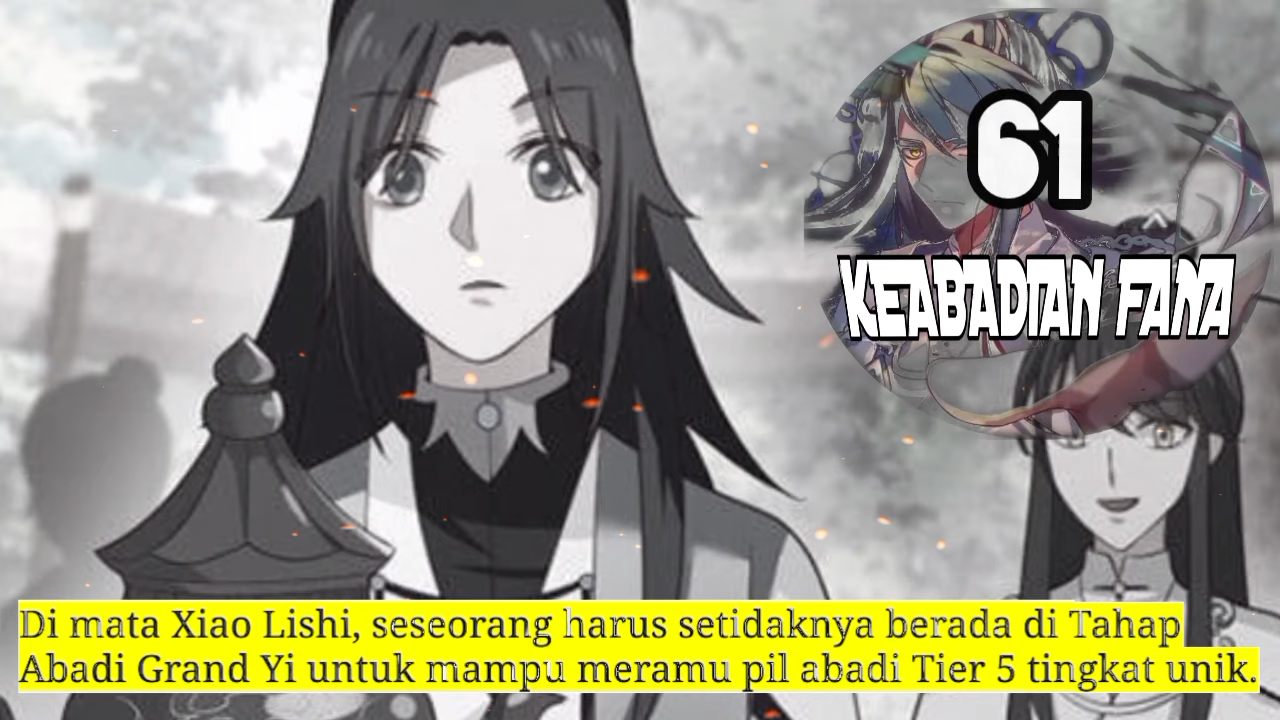 61
KEABADIAN FANA
Di mata Xiao Lishi, seseorang harus setidaknya berada di Tahap
Abadi Grand Yi untuk mampu meramu pil abadi Tier 5 tingkat unik.